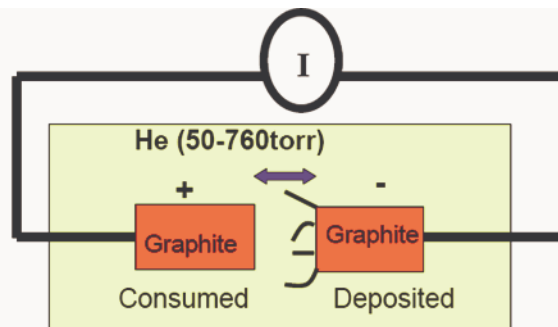 I
He (50-760torr)
+ -
Graphite Graphite
Consumed Deposited